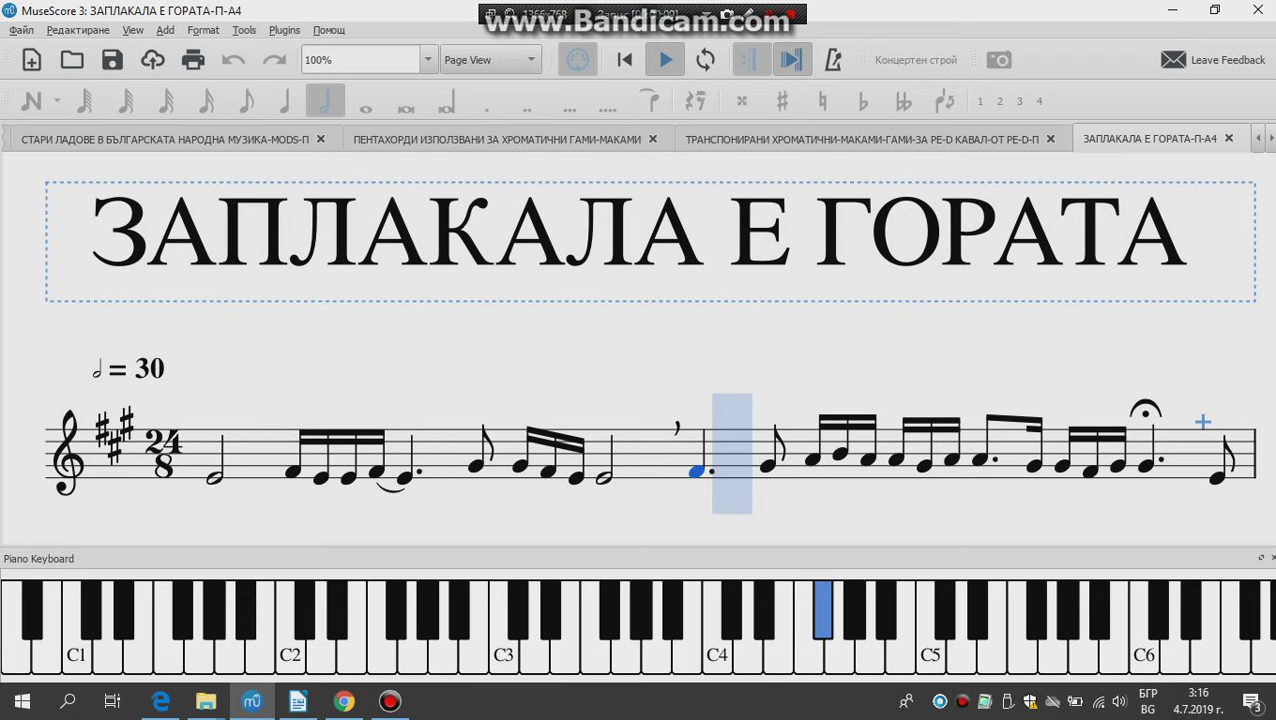 MuseScore 3: ЗАПЛАКАЛА Е ГОРАТА-П-А4
www.Bandicam.com
Файл Редактиране View Add Format Tools Plugins Помощ
100% Page View Концертен строй Leave Feedback
1 2 3 4
СТАРИ ЛАДОВЕ В БЪЛГАРСКАТА НАРОДНА МУЗИКА-MODS-П
ПЕНТАХОРДИ ИЗПОЛЗВАНИ ЗА ХРОМАТИЧНИ ГАМИ-МАКАМИ
ТРАНСПОНИРАНИ ХРОМАТИЧНИ-МАКАМИ-ГАМИ-ЗА РЕ-D КАВАЛ-ОТ РЕ-D-П
ЗАПЛАКАЛА Е ГОРАТА-П-А4
ЗАПЛАКАЛА Е ГОРАТА
= 30
24
8
Piano Keyboard
C1 C2 C3 C4 C5 C6
БГР 3:16
BG 4.7.2019 г. 3